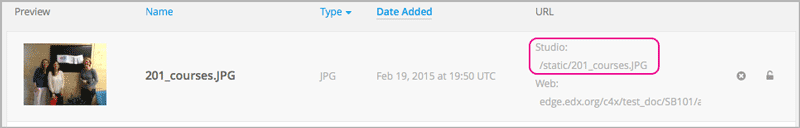 Preview Name Type Date Added URL
Studio:
/static/201_courses.JPG
201_courses.JPG JPG Feb 19, 2015 at 19:50 UTC
Web:
edge.edx.org/c4x/test_doc/SB101/